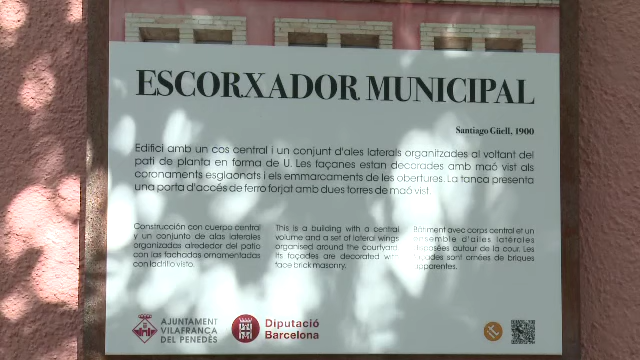 ESCORXADOR MUNICIPAL
Santiago Güell, 1900
Edifici amb un cos central i un conjunt d'ales laterals organitzades al voltant del
pati de planta en forma de U. Les façanes estan decorades amb maó vist als
coronaments esglaonats i els emmarcaments de les obertures. La tanca presenta
una porta d'accés de ferro forjat amb dues torres de maó vist.
Construcción con cuerpo central
y un conjunto de alas laterales
organizadas alrededor del patio
con las fachadas ornamentadas
con ladrillo visto.
This is a building with a central
volume and a set of lateral wings
organised around the courtyard.
Its façades are decorated with
face brick masonry.
Bâtiment avec corps central et un
ensemble d'ailes latérales
disposées autour de la cour. Les
façades sont ornées de briques
apparentes.
AJUNTAMENT
VILAFRANCA
DEL PENEDÈS
Diputació
Barcelona